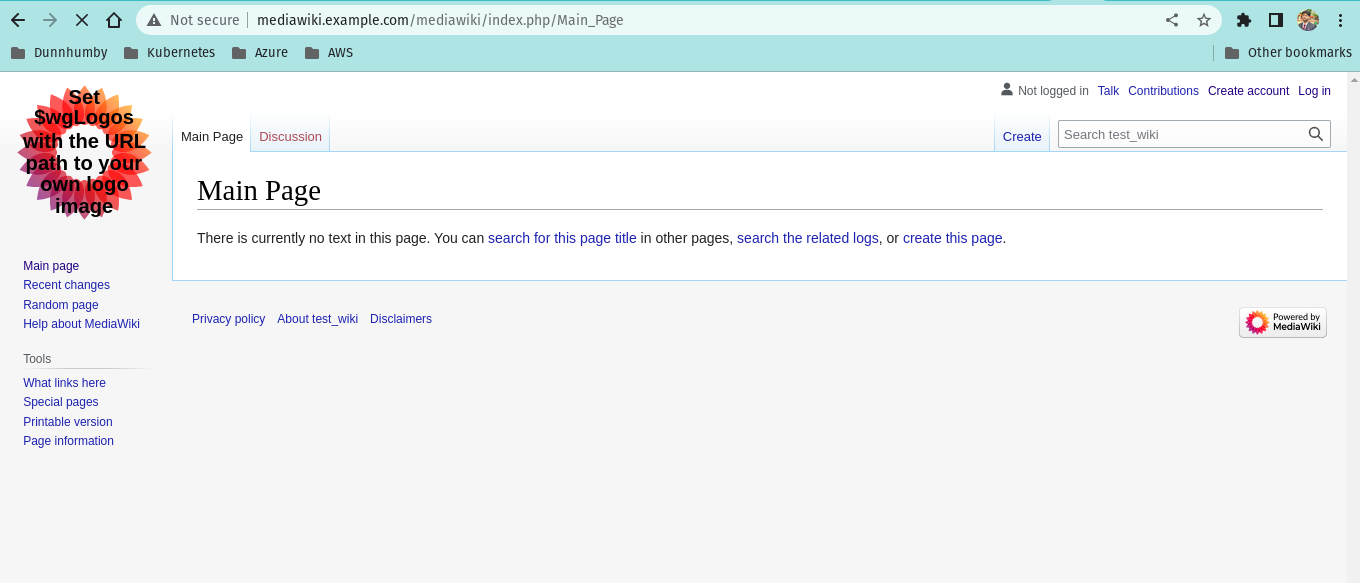 Not secure mediawiki.example.com/mediawiki/index.php/Main_Page
Dunnhumby Kubernetes Azure AWS Other bookmarks
Set
$wgLogos
with the URL
path to your
own logo
image
Not logged in Talk Contributions Create account Log in
Main Page Discussion Create Search test_wiki
Main Page
There is currently no text in this page. You can search for this page title in other pages, search the related logs, or create this page.
Main page
Recent changes
Random page
Help about MediaWiki
Tools
What links here
Special pages
Printable version
Page information
Privacy policy About test_wiki Disclaimers
Powered by
MediaWiki